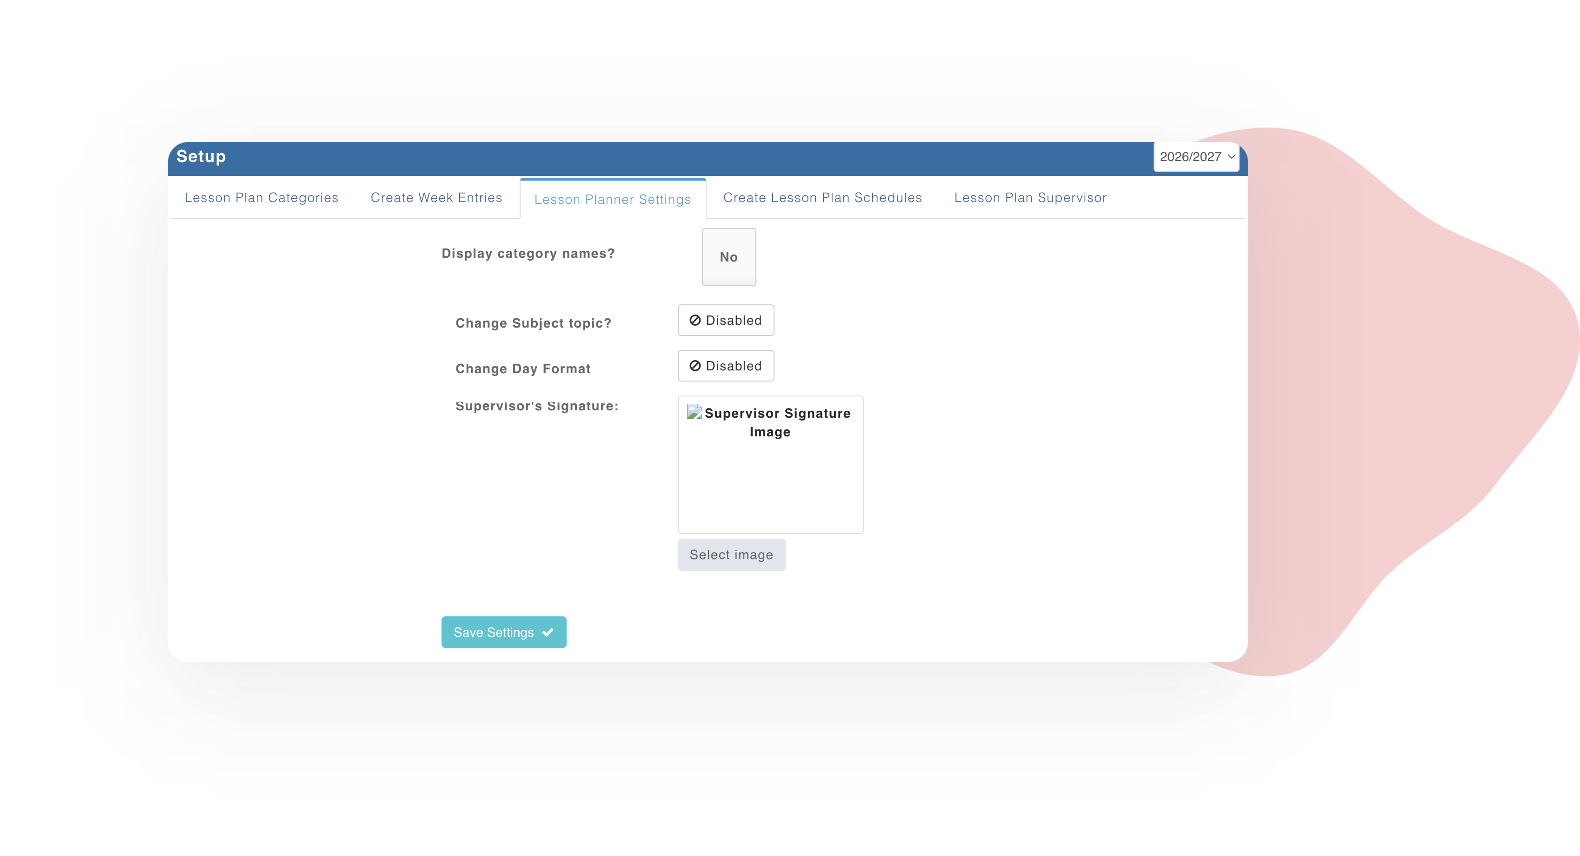 Setup
2026/2027
Lesson Plan Categories
Create Week Entries
Lesson Planner Settings
Create Lesson Plan Schedules
Lesson Plan Supervisor
Display category names?
No
Change Subject topic?
Disabled
Change Day Format
Disabled
Supervisor's Signature:
Supervisor Signature
Image
Select image
Save Settings